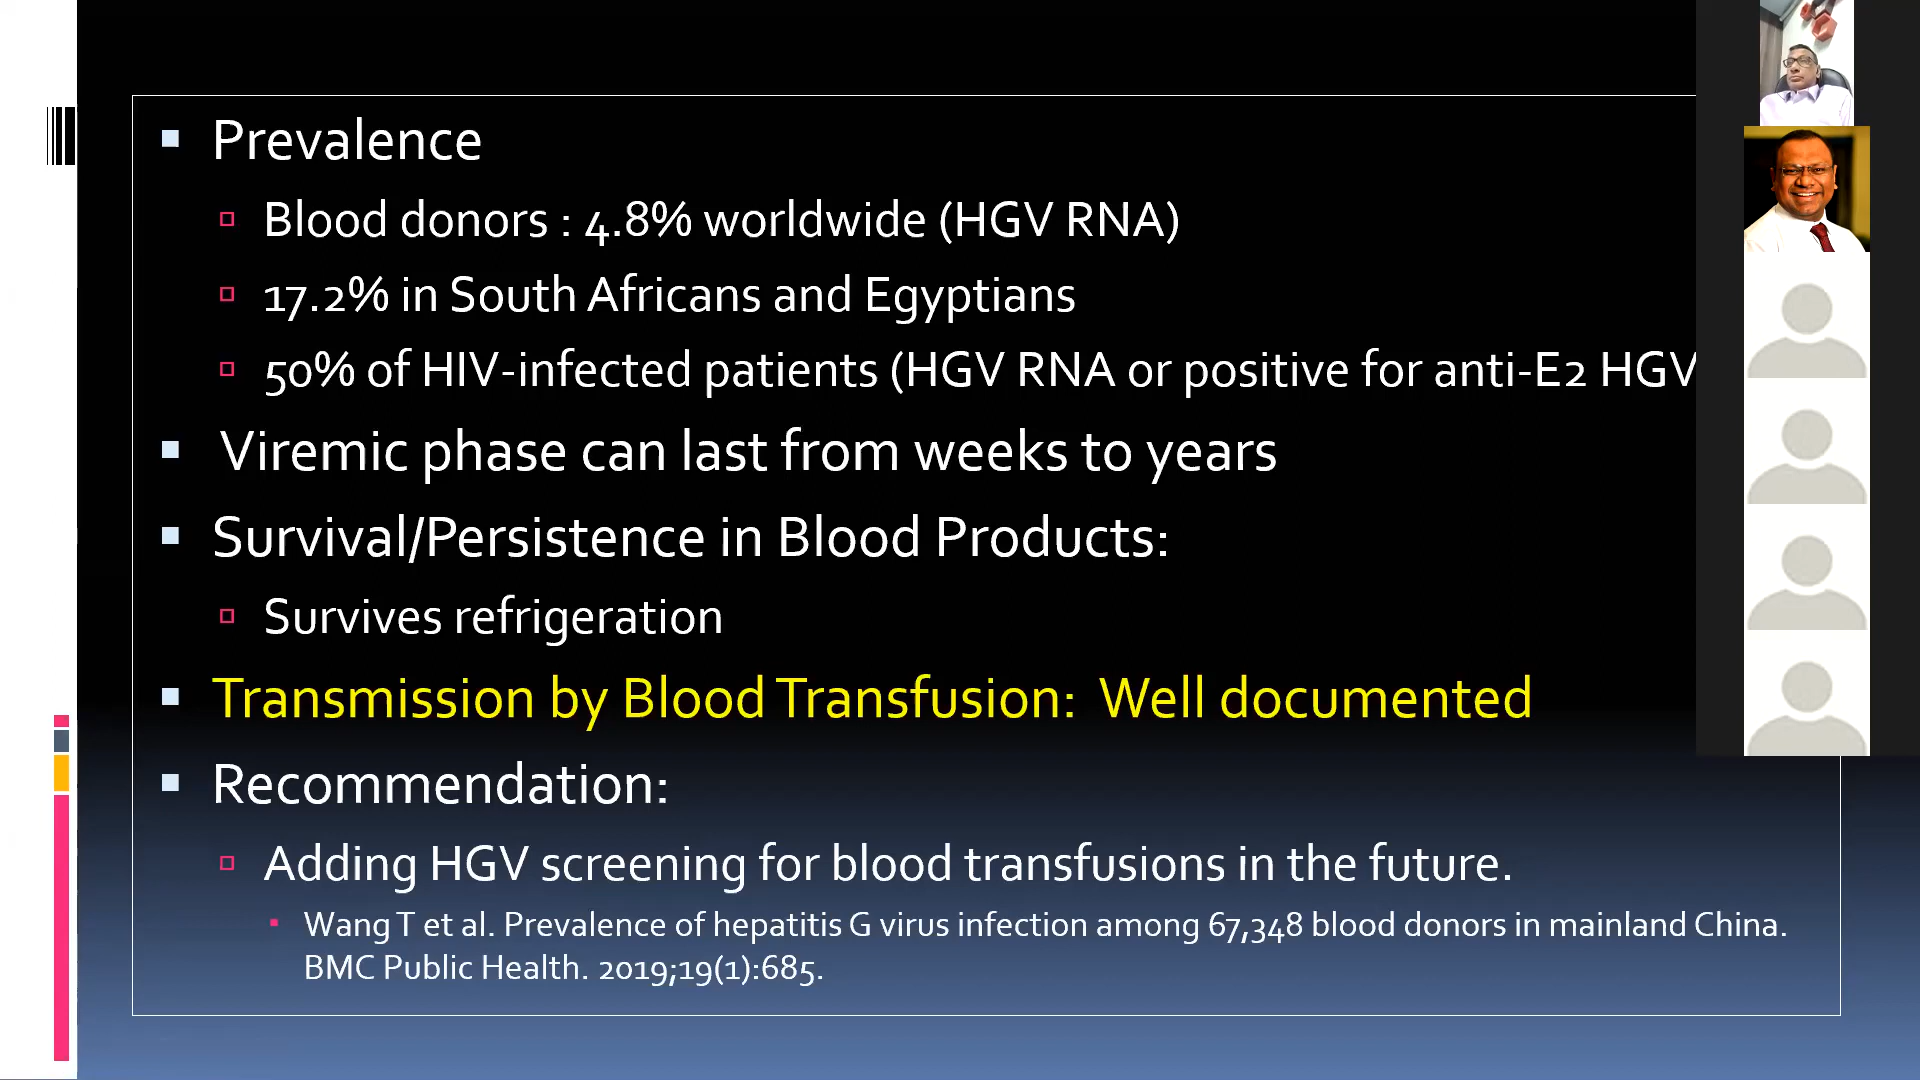 Prevalence
Blood donors : 4.8% worldwide (HGV RNA)
17.2% in South Africans and Egyptians
50% of HIV-infected patients (HGV RNA or positive for anti-E2 HGV
Viremic phase can last from weeks to years
Survival/Persistence in Blood Products:
Survives refrigeration
Transmission by Blood Transfusion: Well documented
Recommendation:
Adding HGV screening for blood transfusions in the future.
Wang T et al. Prevalence of hepatitis G virus infection among 67,348 blood donors in mainland China.
BMC Public Health. 2019;19(1):685.